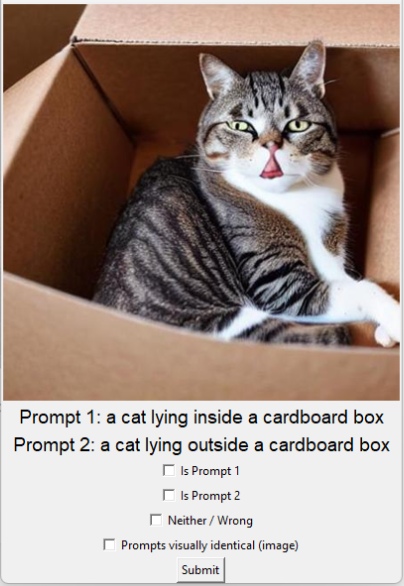 Prompt 1: a cat lying inside a cardboard box
Prompt 2: a cat lying outside a cardboard box
Is Prompt 1
Is Prompt 2
Neither / Wrong
Prompts visually identical (image)
Submit